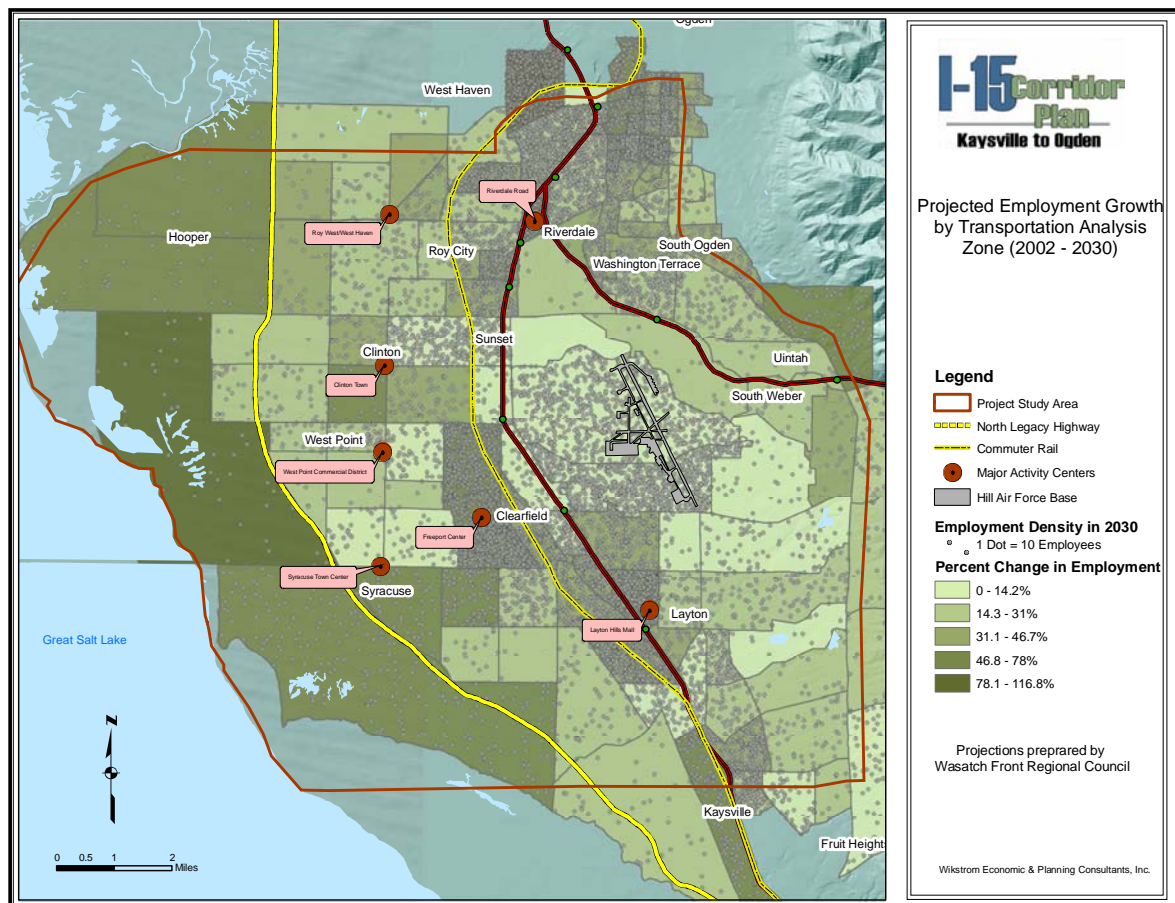 Ogden
West Haven
Riverdale Road
Roy West/West Haven
Hooper
Riverdale
Roy City
South Ogden
Washington Terrace
Sunset
Clinton
Clinton Town
Uintah
South Weber
West Point
West Point Commercial District
Clearfield
Freeport Center
Syracuse Town Center
Syracuse
Layton
Layton Hills Mall
Great Salt Lake
N
Kaysville
Fruit Heights
0 0.5 1 2
Miles
I-15 Corridor
Plan
Kaysville to Ogden
Projected Employment Growth
by Transportation Analysis
Zone (2002 - 2030)
Legend
Project Study Area
North Legacy Highway
Commuter Rail
Major Activity Centers
Hill Air Force Base
Employment Density in 2030
1 Dot = 10 Employees
Percent Change in Employment
0 - 14.2%
14.3 - 31%
31.1 - 46.7%
46.8 - 78%
78.1 - 116.8%
Projections preprared by
Wasatch Front Regional Council
Wikstrom Economic & Planning Consultants, Inc.